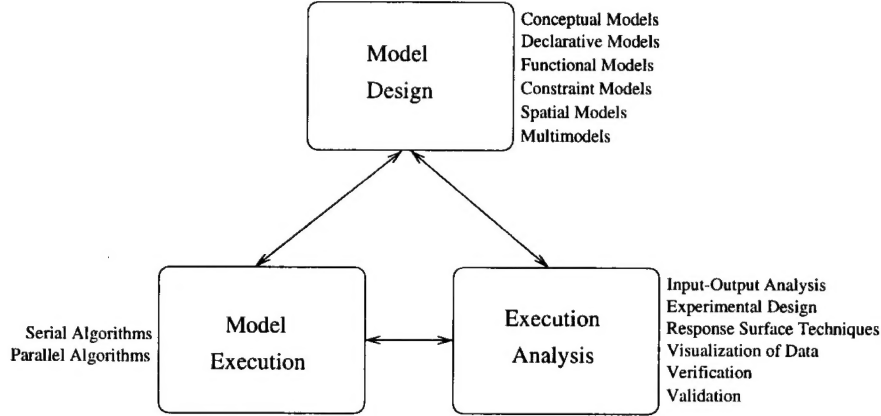 Model
Design
Conceptual Models
Declarative Models
Functional Models
Constraint Models
Spatial Models
Multimodels
Serial Algorithms
Parallel Algorithms
Model
Execution
Execution
Analysis
Input-Output Analysis
Experimental Design
Response Surface Techniques
Visualization of Data
Verification
Validation